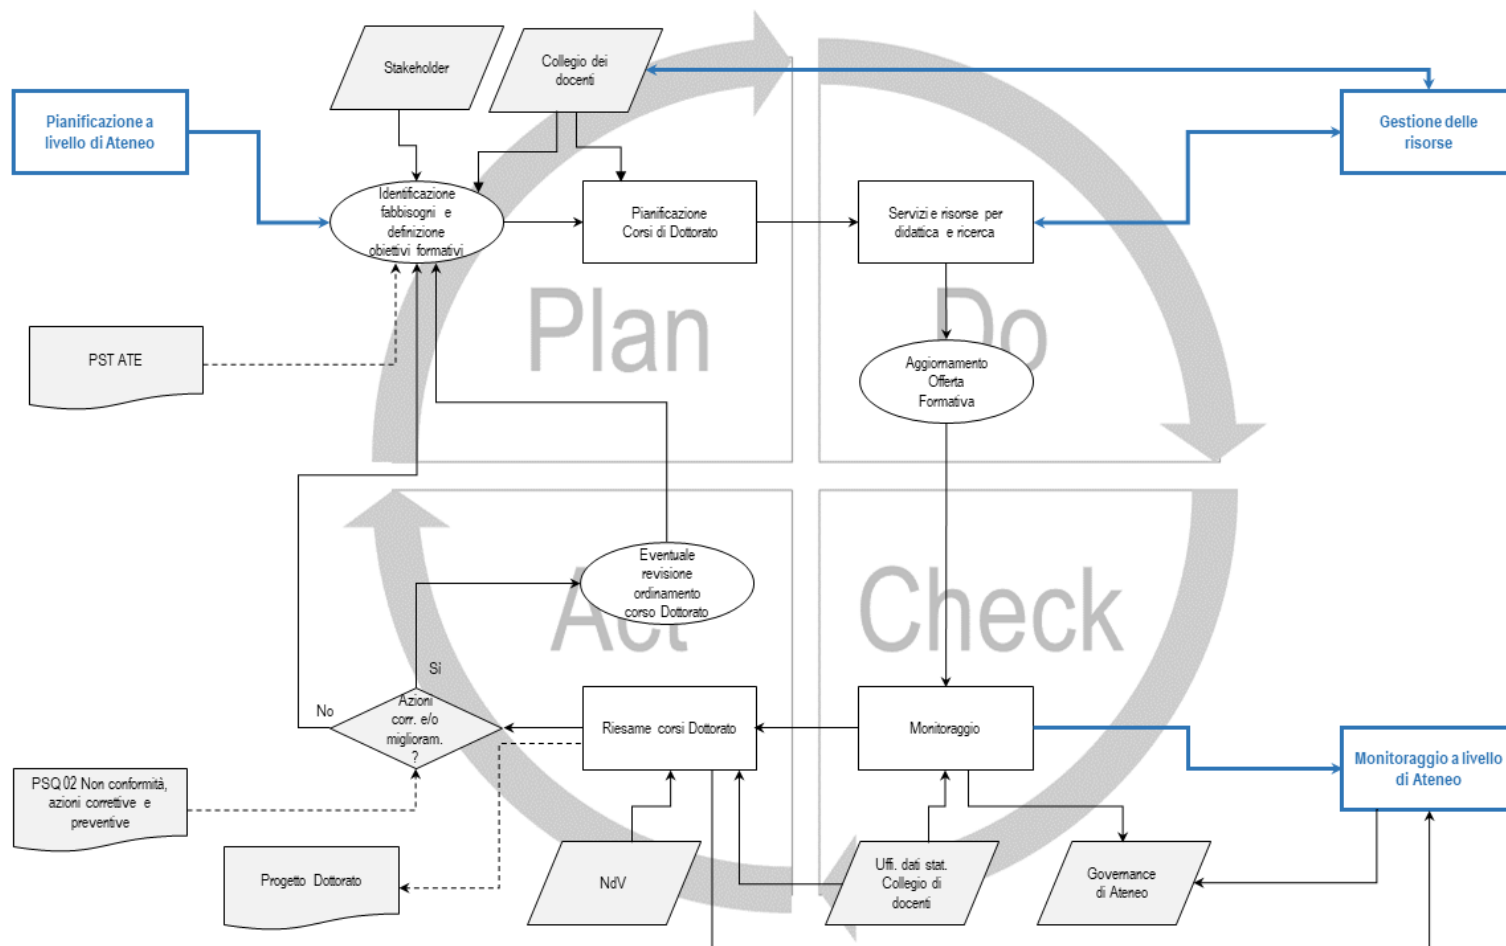 Stakeholder
Collegio dei
docenti
Pianificazione a
livello di Ateneo
Gestione delle
risorse
Identificazione
fabbisogni e
definizione
obiettivi formativi
Pianificazione
Corsi di Dottorato
Servizi e risorse per
didattica e ricerca
Plan
Do
PST ATE
Aggiornamento
Offerta
Formativa
Eventuale
revisione
ordinamento
corso Dottorato
Act
Check
Si
No
Azioni
corr. e/o
miglioram.
?
Riesame corsi Dottorato
Monitoraggio
Monitoraggio a livello
di Ateneo
PSQ 02 Non conformità,
azioni correttive e
preventive
Progetto Dottorato
NdV
Uffi. dati stat.
Collegio di
docenti
Governance
di Ateneo